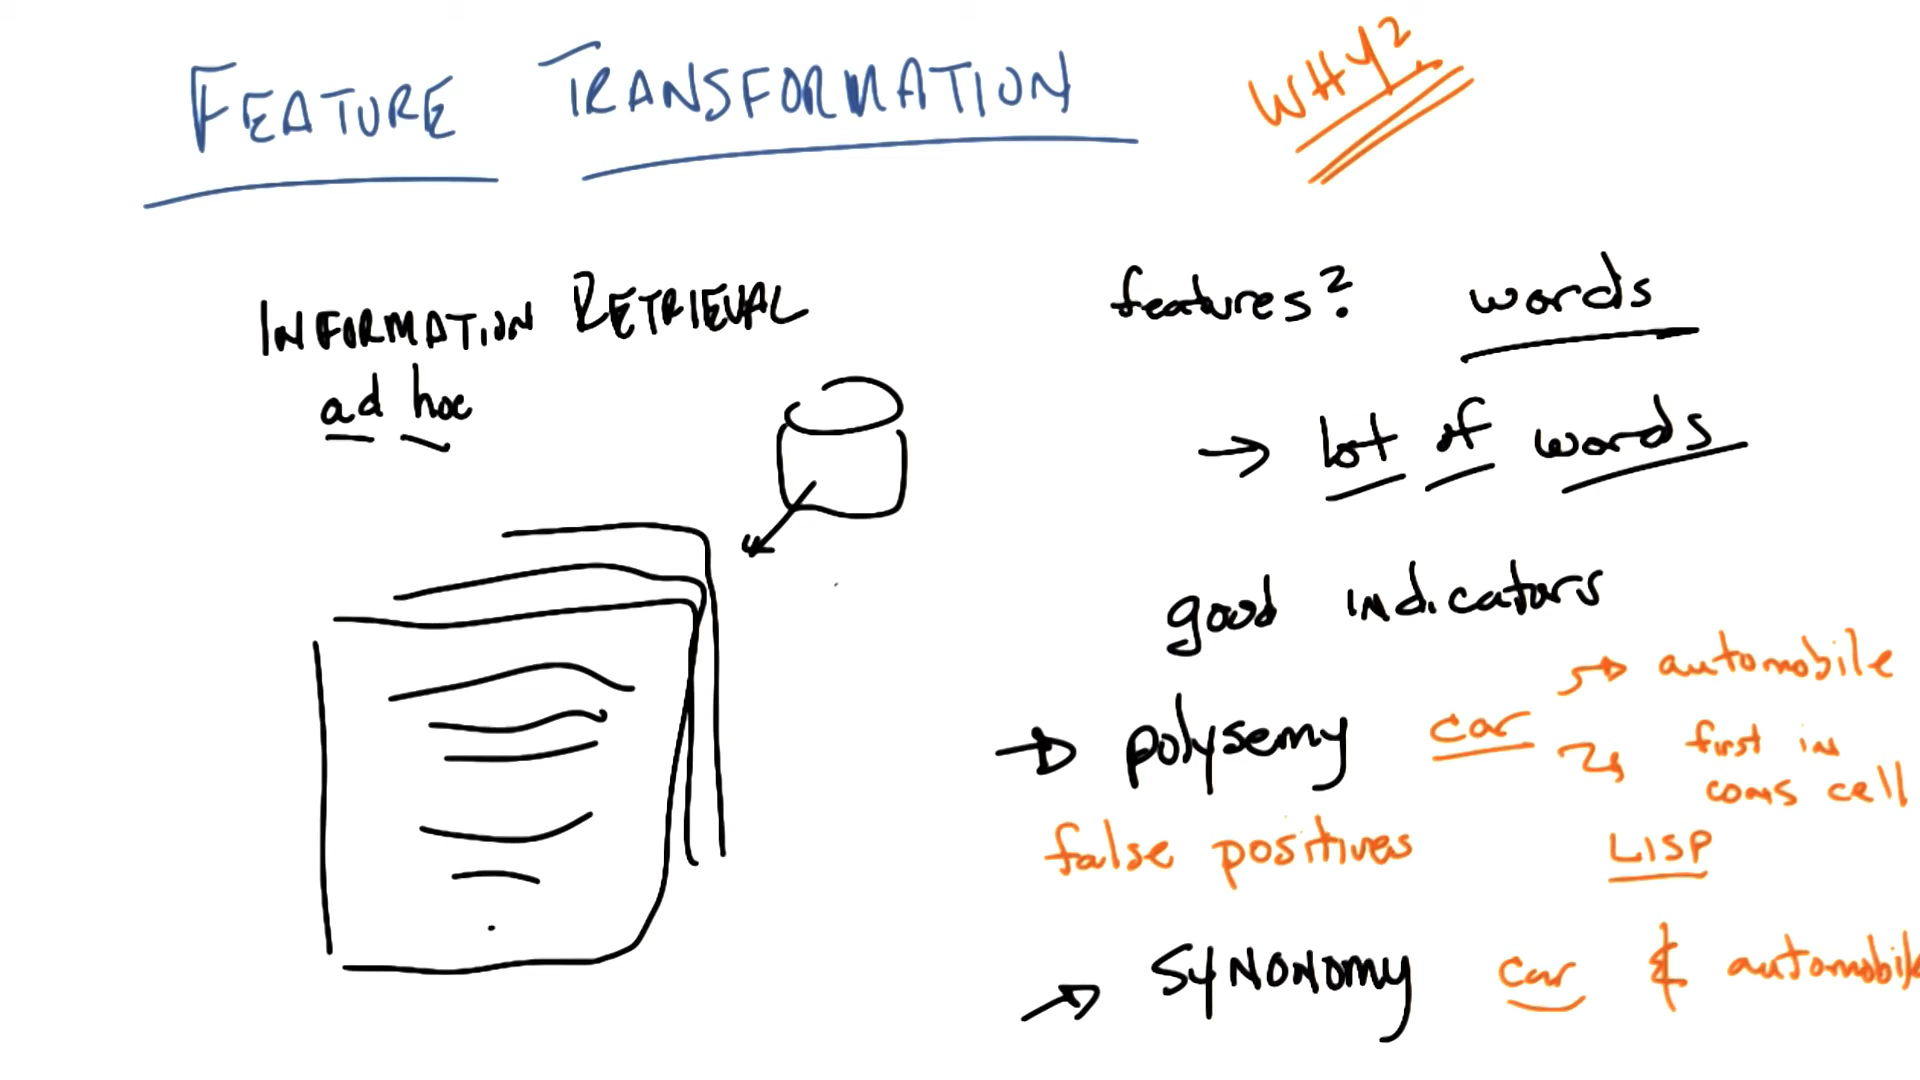 FEATURE TRANSFORMATION WHY?
INFORMATION RETRIEVAL
ad hoc
features? words
→ lot of words
good indicators
→ polysemy car → automobile
→ first in
cons cell
false positives LISP
→ SYNONOMY car & automobile